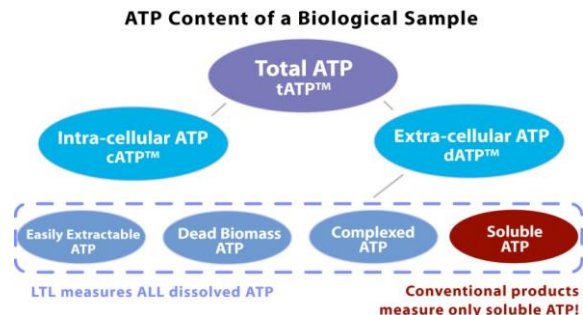 ATP Content of a Biological Sample
Total ATP
tATP™
Intra-cellular ATP
cATP™
Extra-cellular ATP
dATP™
Easily Extractable
ATP
Dead Biomass
ATP
Complexed
ATP
Soluble
ATP
LTL measures ALL dissolved ATP
Conventional products
measure only soluble ATP!